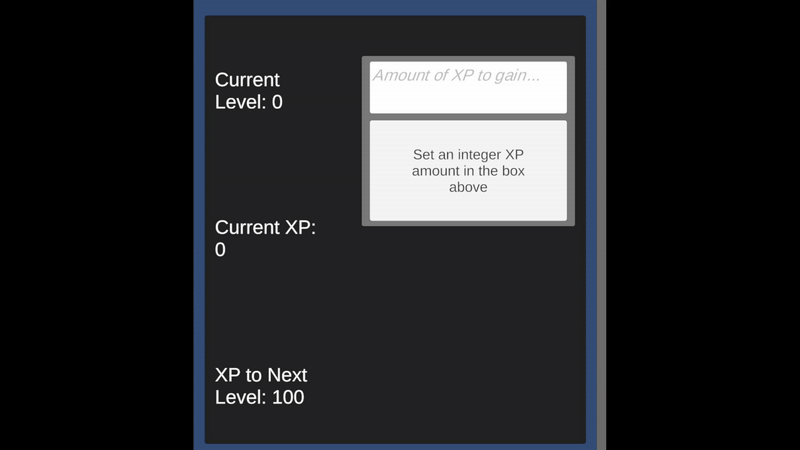 Current
Level: 0
Amount of XP to gain...
Set an integer XP
amount in the box
above
Current XP:
0
XP to Next
Level: 100